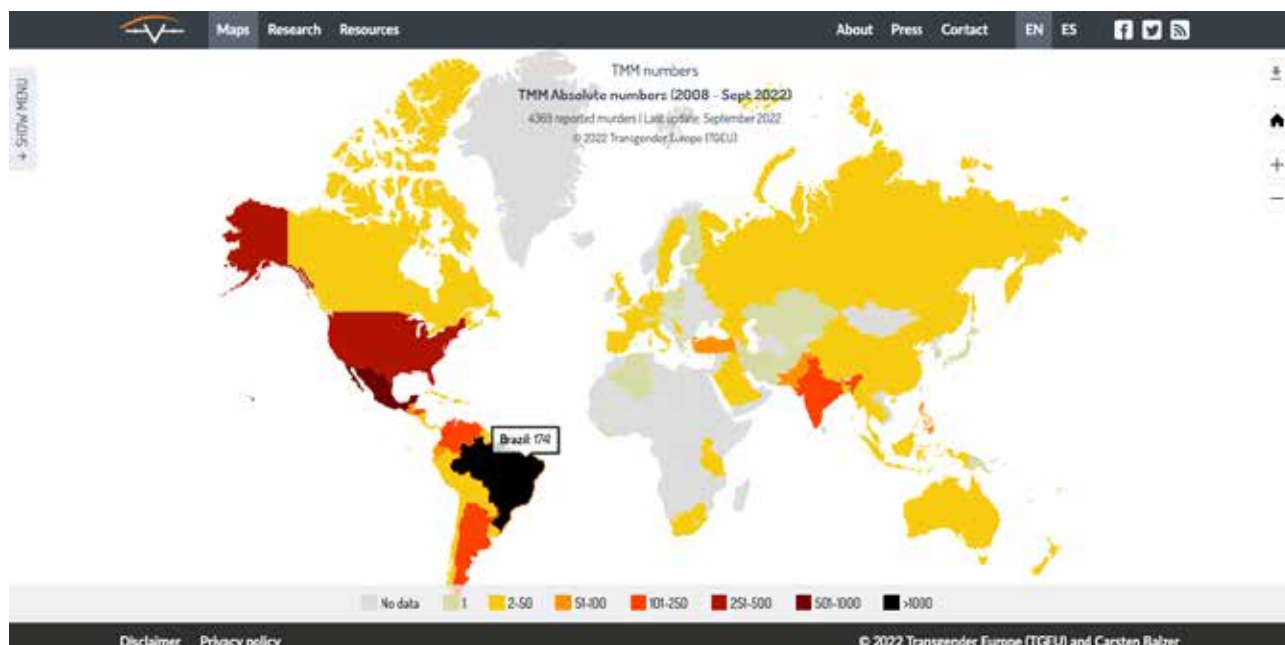 Maps Research Resources About Press Contact EN ES
+ SHOW MENU
TMM numbers
TMM Absolute numbers (2008 - Sept 2022)
4369 reported murders | Last update: September 2022
© 2022 Transgender Europe (TGEU)
Brazil: 1741
No data 1 2-50 51-100 101-250 251-500 501-1000 >1000
Disclaimer Privacy policy © 2022 Transgender Europe (TGEU) and Carsten Balzer